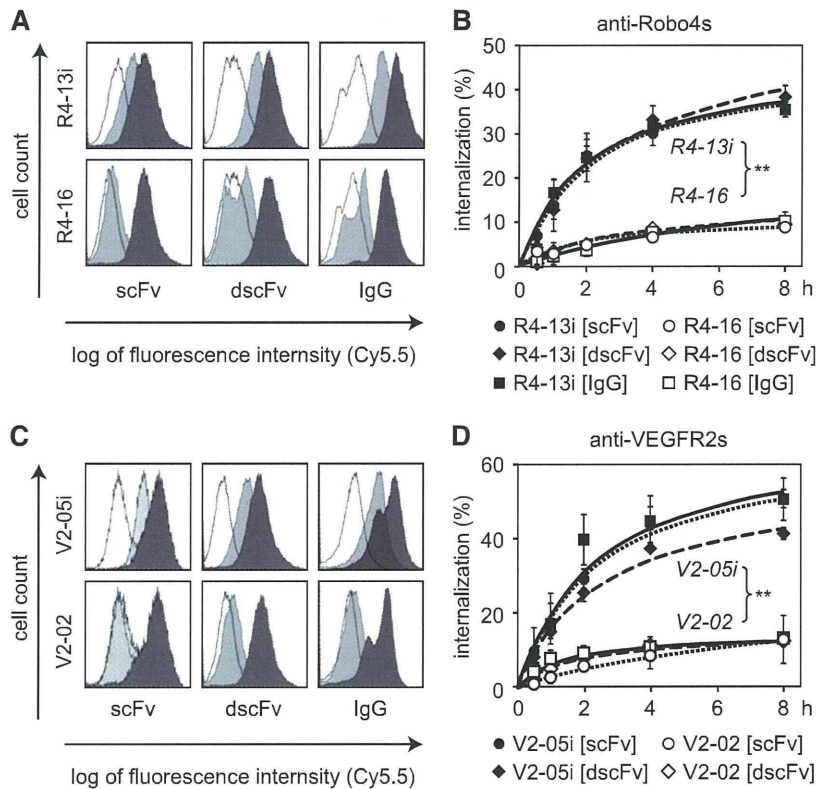 A
cell count
R4-13i
R4-16
scFv
dscFv
IgG
log of fluorescence internsity (Cy5.5)
B
anti-Robo4s
internalization (%)
50
40
30
20
10
0
R4-13i
R4-16
**
0 2 4 6 8 h
● R4-13i [scFv] ○ R4-16 [scFv]
◆ R4-13i [dscFv] ◇ R4-16 [dscFv]
■ R4-13i [IgG] □ R4-16 [IgG]
C
cell count
V2-05i
V2-02
scFv
dscFv
IgG
log of fluorescence internsity (Cy5.5)
D
anti-VEGFR2s
internalization (%)
60
40
20
0
V2-05i
V2-02
**
0 2 4 6 8 h
● V2-05i [scFv] ○ V2-02 [scFv]
◆ V2-05i [dscFv] ◇ V2-02 [dscFv]